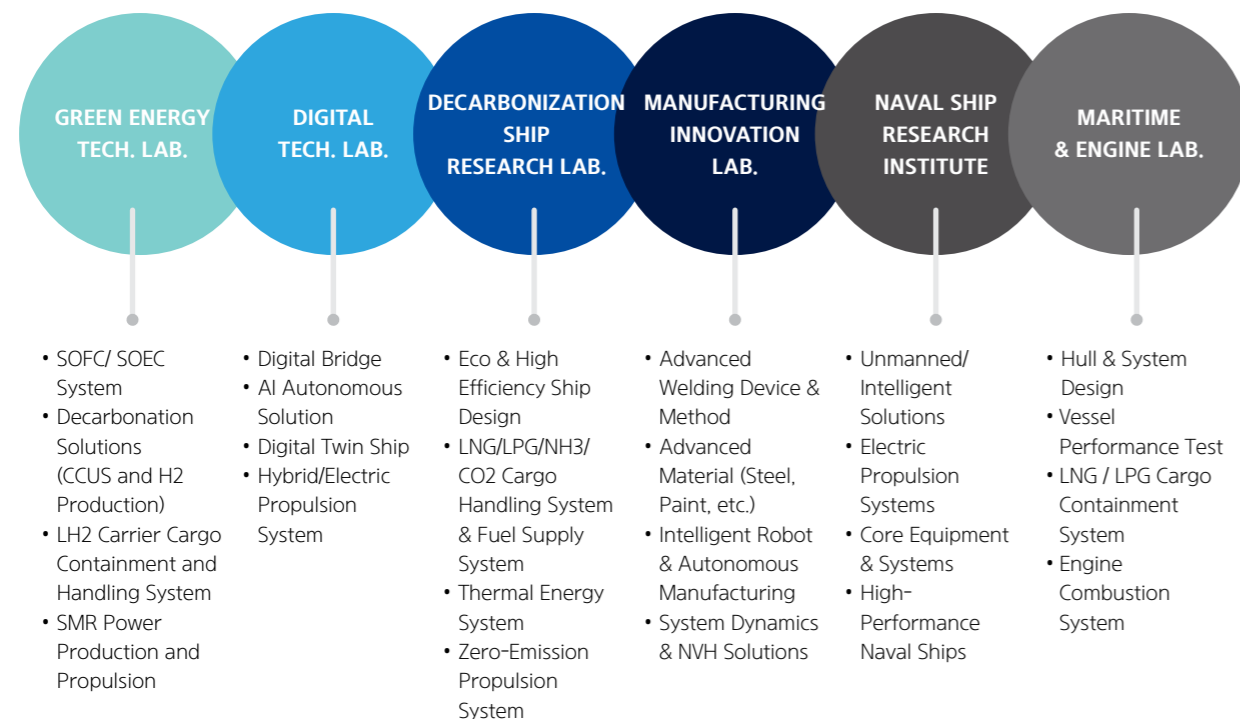 GREEN ENERGY
TECH. LAB.
DIGITAL
TECH. LAB.
DECARBONIZATION
SHIP
RESEARCH LAB.
MANUFACTURING
INNOVATION
LAB.
NAVAL SHIP
RESEARCH
INSTITUTE
MARITIME
& ENGINE LAB.
• SOFC/ SOEC
System
• Decarbonation
Solutions
(CCUS and H2
Production)
• LH2 Carrier Cargo
Containment and
Handling System
• SMR Power
Production and
Propulsion
• Digital Bridge
• AI Autonomous
Solution
• Digital Twin Ship
• Hybrid/Electric
Propulsion
System
• Eco & High
Efficiency Ship
Design
• LNG/LPG/NH3/
CO2 Cargo
Handling System
& Fuel Supply
System
• Thermal Energy
System
• Zero-Emission
Propulsion
System
• Advanced
Welding Device &
Method
• Advanced
Material (Steel,
Paint, etc.)
• Intelligent Robot
& Autonomous
Manufacturing
• System Dynamics
& NVH Solutions
• Unmanned/
Intelligent
Solutions
• Electric
Propulsion
Systems
• Core Equipment
& Systems
• High-
Performance
Naval Ships
• Hull & System
Design
• Vessel
Performance Test
• LNG / LPG Cargo
Containment
System
• Engine
Combustion
System